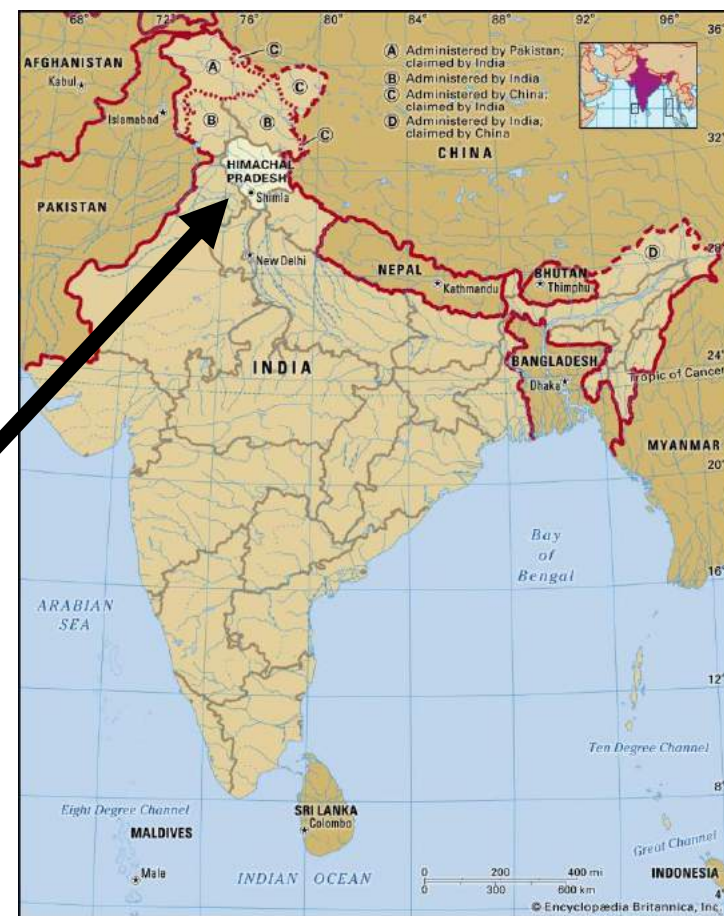 68° 72° 76° 80° 84° 88° 92° 96° 36°
AFGHANISTAN
Kabul
Islamabad
A
C
C
B
B
C
Ⓐ Administered by Pakistan;
claimed by India
Ⓑ Administered by India
Ⓒ Administered by China;
claimed by India
Ⓓ Administered by India;
claimed by China
32°
CHINA
HIMACHAL
PRADESH
Shimla
PAKISTAN
New Delhi
NEPAL
Kathmandu
BHUTAN
Thimphu
D
28°
INDIA
BANGLADESH
Dhaka
24°
Tropic of Cancer
MYANMAR
20°
Bay
of
Bengal
16°
ARABIAN
SEA
12°
Ten Degree Channel
8°
Eight Degree Channel
MALDIVES
Male
SRI LANKA
Colombo
Great Channel
INDIAN OCEAN
0 200 400 mi
0 300 600 km
INDONESIA
4°
© Encyclopædia Britannica, Inc.